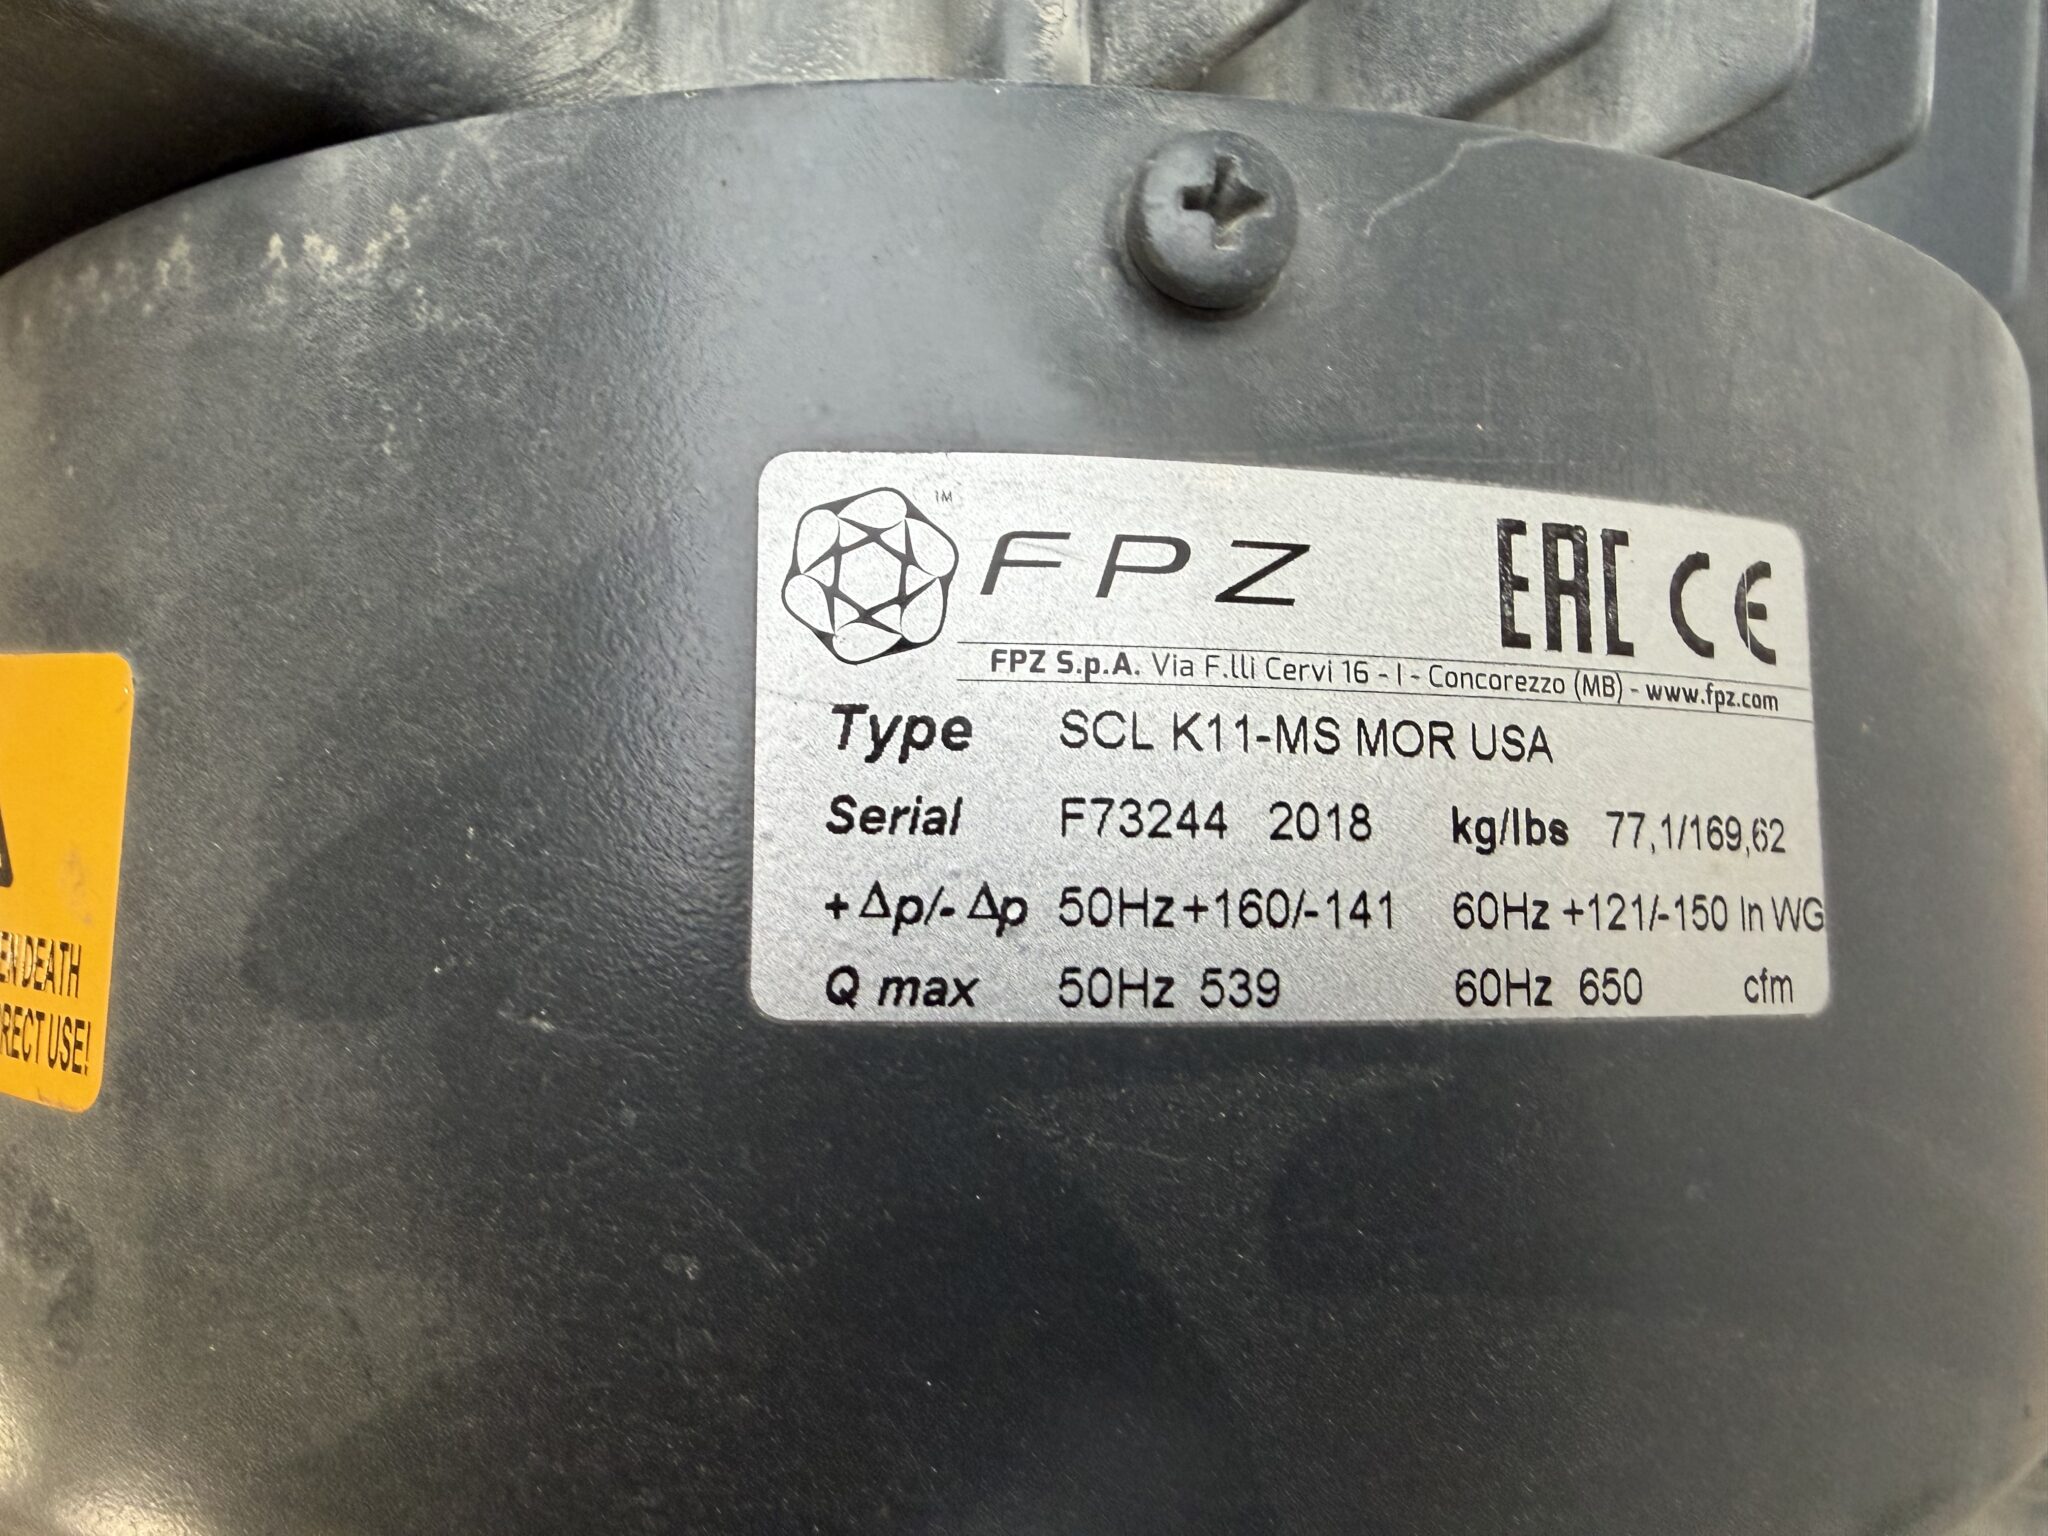 ™
FPZ EAC CE
FPZ S.p.A. Via F.lli Cervi 16 - I - Concorezzo (MB) - www.fpz.com
Type SCL K11-MS MOR USA
Serial F73244 2018 kg/lbs 77,1/169,62
+Δp/-Δp 50Hz+160/-141 60Hz +121/-150 In WG
Q max 50Hz 539 60Hz 650 cfm
DEATH
USE!